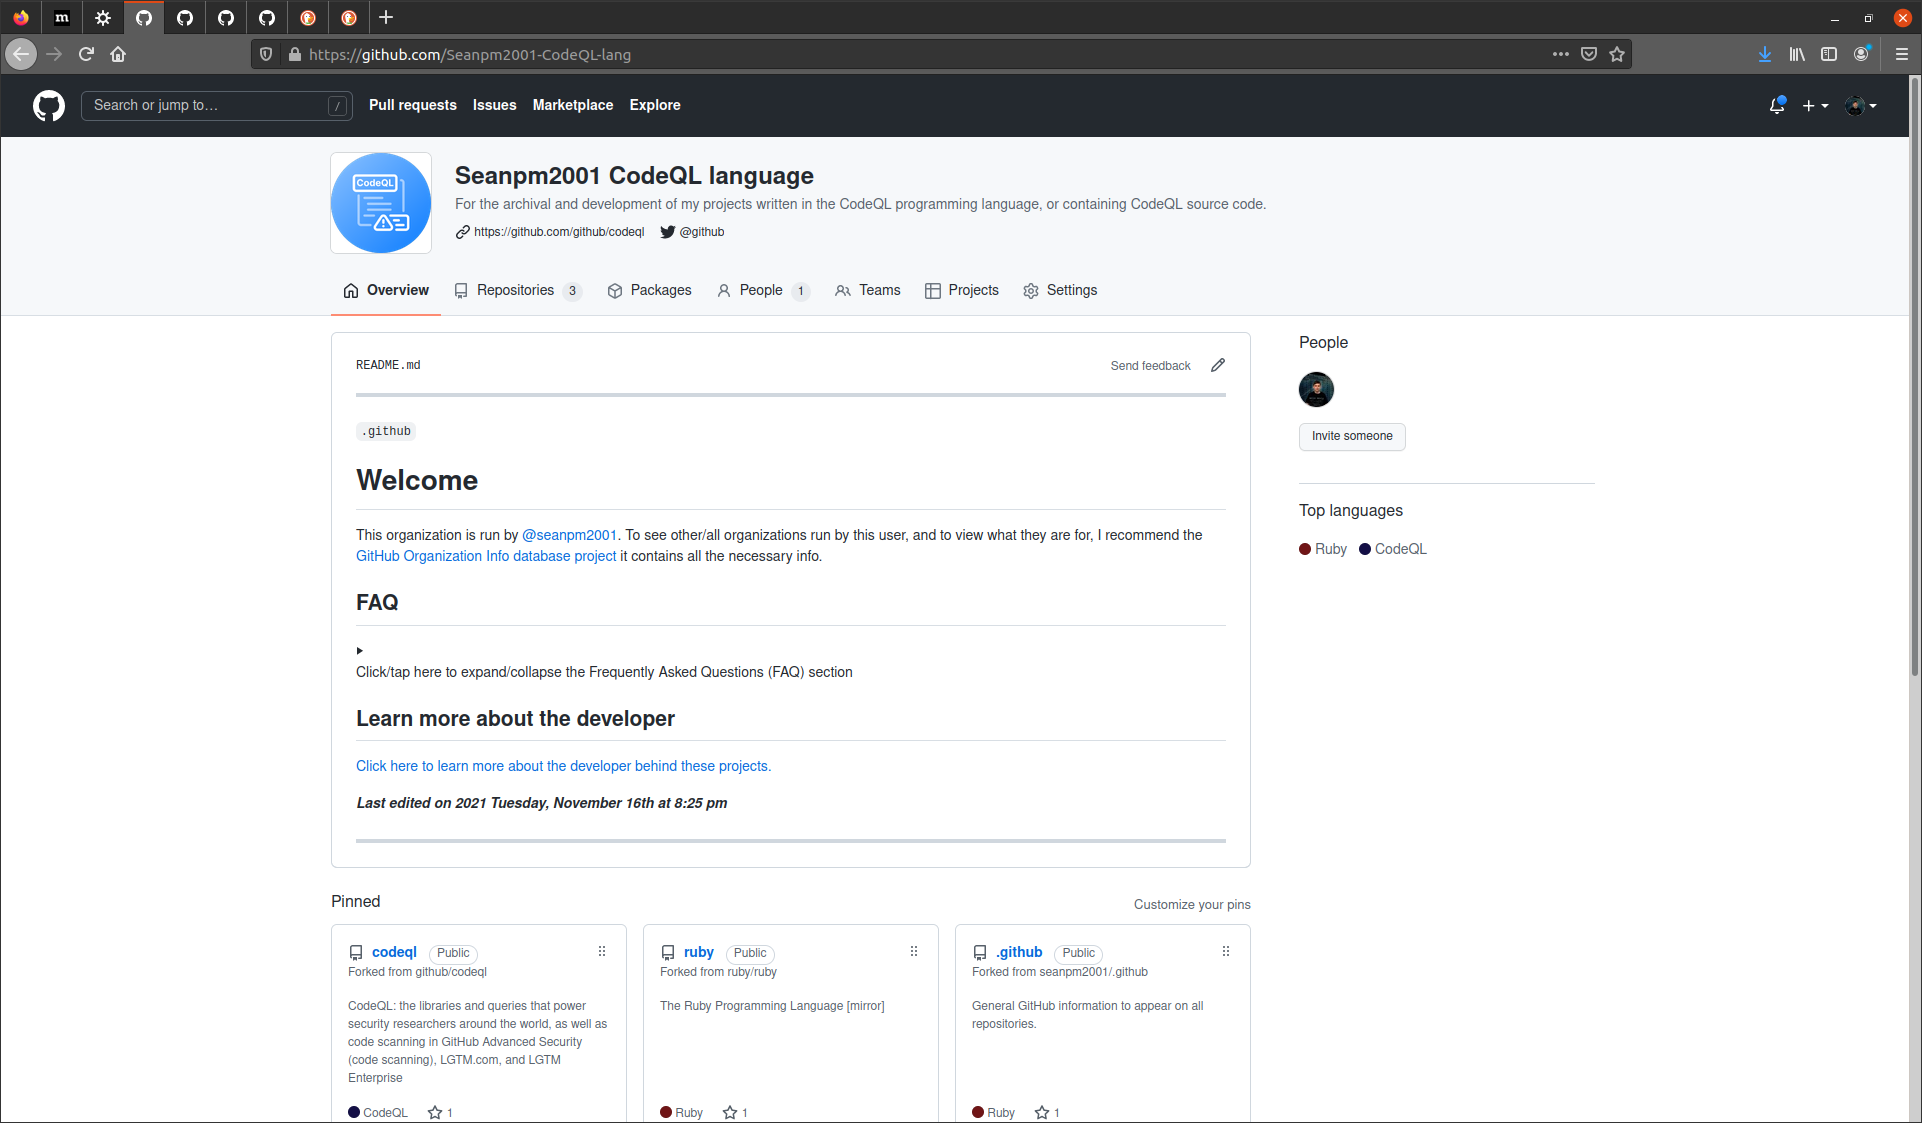 m
https://github.com/Seanpm2001-CodeQL-lang
Search or jump to…
/
Pull requests
Issues
Marketplace
Explore
CodeQL
Seanpm2001 CodeQL language
For the archival and development of my projects written in the CodeQL programming language, or containing CodeQL source code.
https://github.com/github/codeql
@github
Overview
Repositories 3
Packages
People 1
Teams
Projects
Settings
README.md
Send feedback
.github
Welcome
This organization is run by @seanpm2001. To see other/all organizations run by this user, and to view what they are for, I recommend the
GitHub Organization Info database project it contains all the necessary info.
FAQ
Click/tap here to expand/collapse the Frequently Asked Questions (FAQ) section
Learn more about the developer
Click here to learn more about the developer behind these projects.
Last edited on 2021 Tuesday, November 16th at 8:25 pm
People
Invite someone
Top languages
Ruby
CodeQL
Pinned
Customize your pins
codeql Public
Forked from github/codeql
CodeQL: the libraries and queries that power
security researchers around the world, as well as
code scanning in GitHub Advanced Security
(code scanning), LGTM.com, and LGTM
Enterprise
CodeQL 1
ruby Public
Forked from ruby/ruby
The Ruby Programming Language [mirror]
Ruby 1
.github Public
Forked from seanpm2001/.github
General GitHub information to appear on all
repositories.
Ruby 1